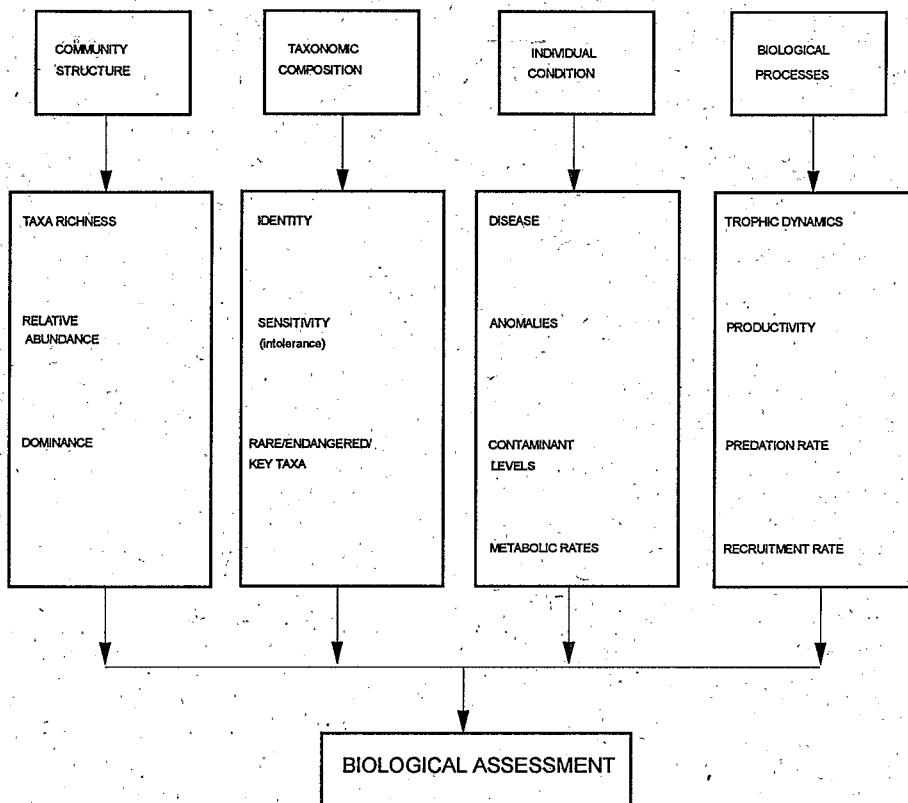 COMMUNITY
STRUCTURE
TAXONOMIC
COMPOSITION
INDIVIDUAL
CONDITION
BIOLOGICAL
PROCESSES
TAXA RICHNESS
RELATIVE
ABUNDANCE
DOMINANCE
IDENTITY
SENSITIVITY
(intolerance)
RARE/ENDANGERED/
KEY TAXA
DISEASE
ANOMALIES
CONTAMINANT
LEVELS
METABOLIC RATES
TROPHIC DYNAMICS
PRODUCTIVITY
PREDATION RATE
RECRUITMENT RATE
BIOLOGICAL ASSESSMENT